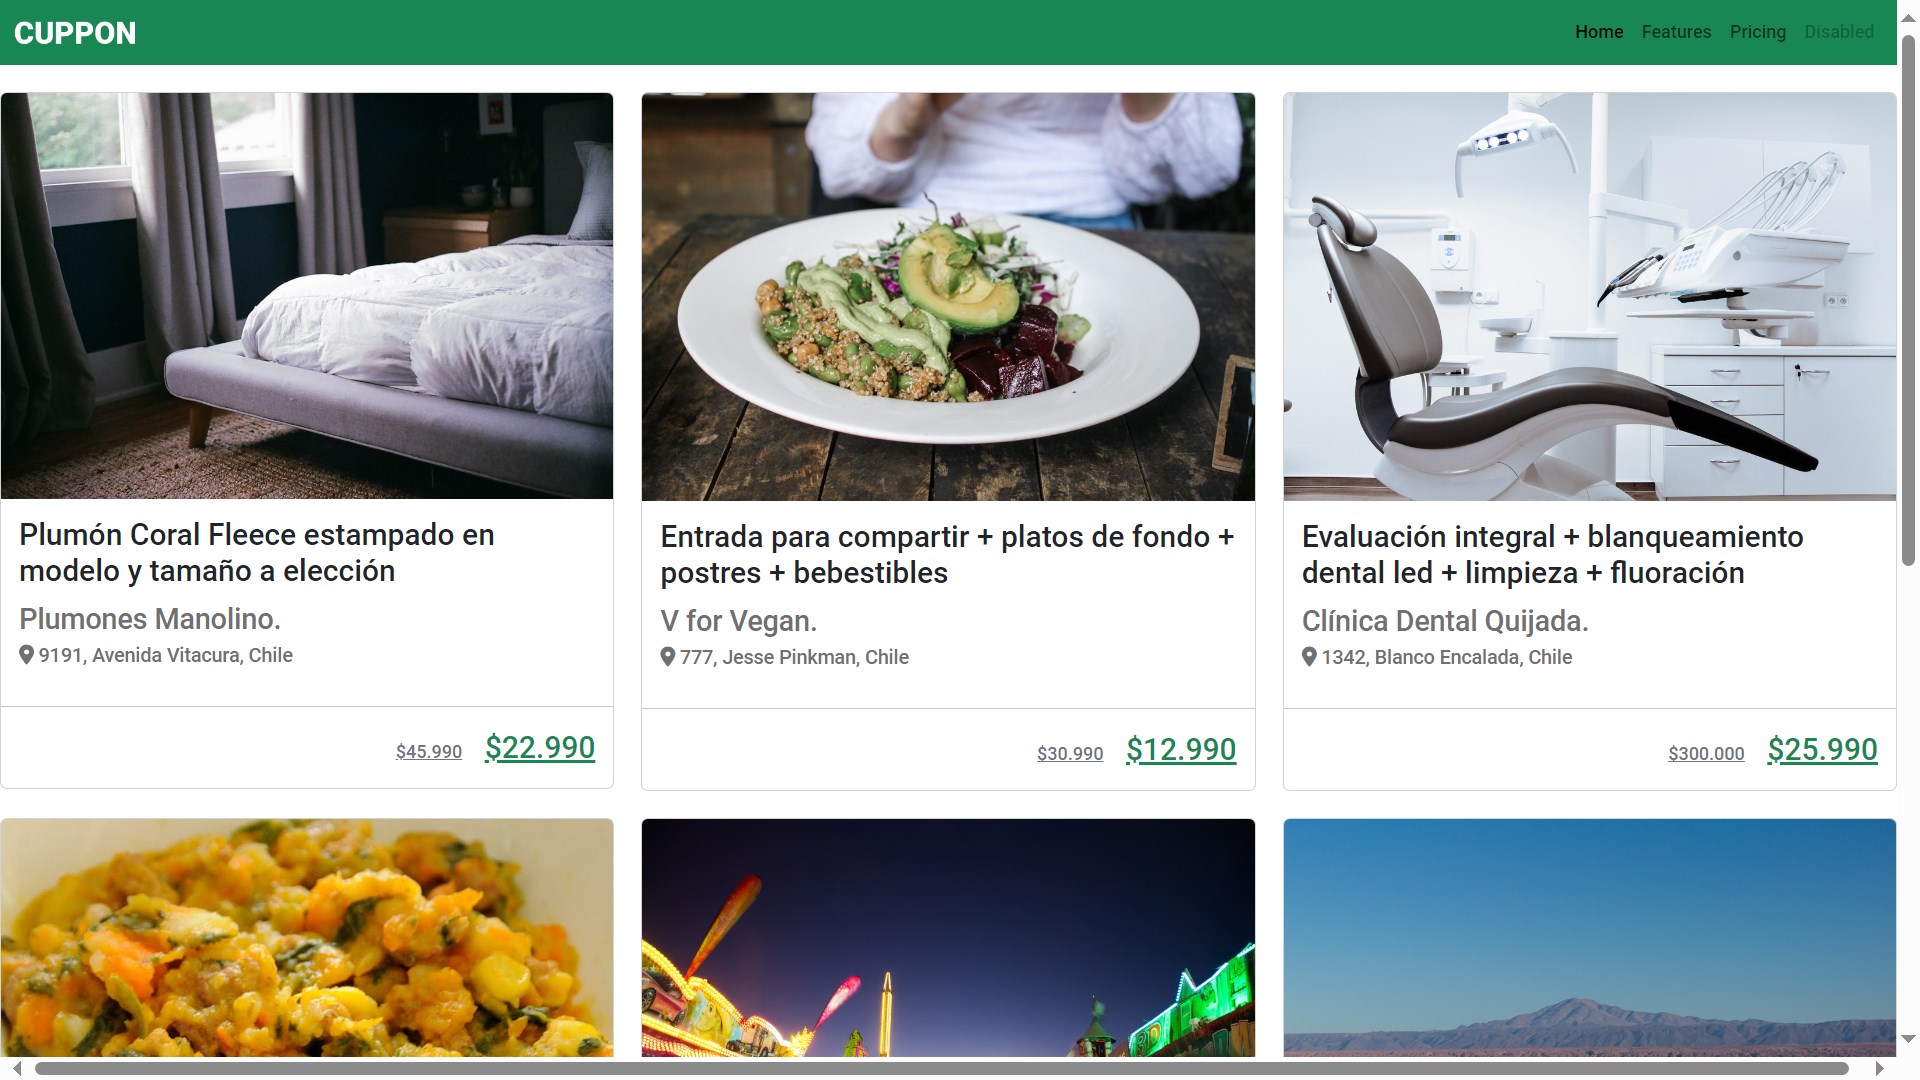 CUPPON
Home Features Pricing Disabled
Plumón Coral Fleece estampado en
modelo y tamaño a elección
Plumones Manolino.
9191, Avenida Vitacura, Chile
$45.990 $22.990
Entrada para compartir + platos de fondo +
postres + bebestibles
V for Vegan.
777, Jesse Pinkman, Chile
$30.990 $12.990
Evaluación integral + blanqueamiento
dental led + limpieza + fluoración
Clínica Dental Quijada.
1342, Blanco Encalada, Chile
$300.000 $25.990